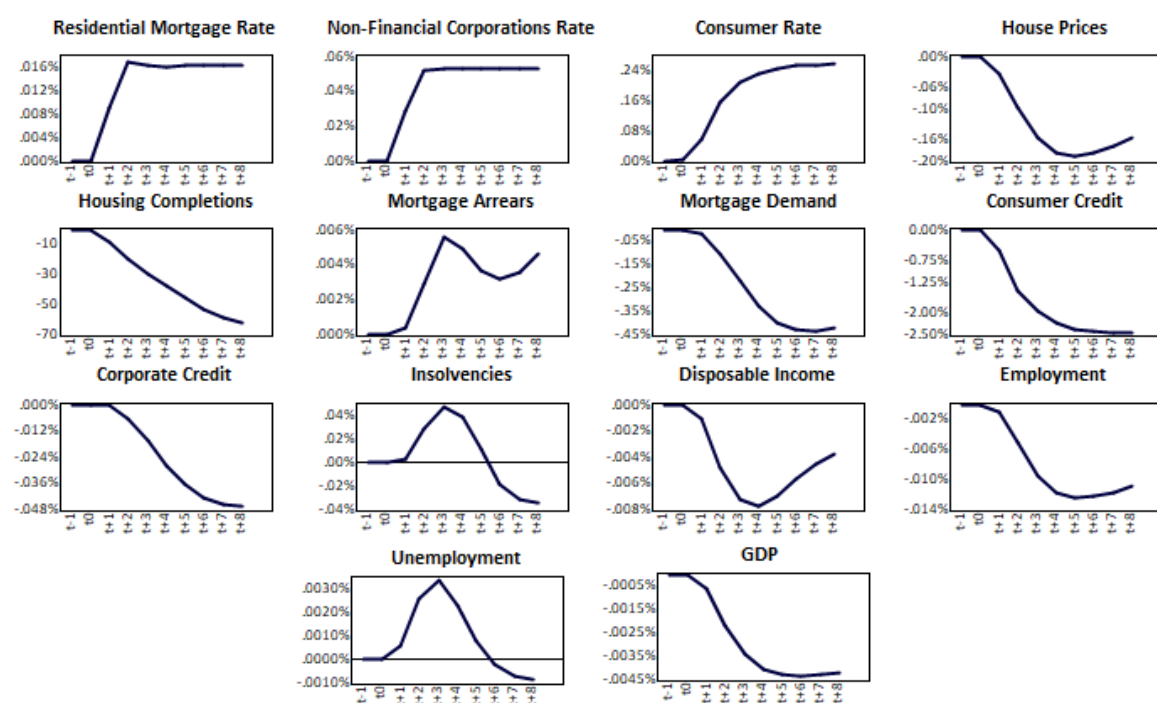 Residential Mortgage Rate
.016%
.012%
.008%
.004%
.000%
t-1 t0 t+1 t+2 t+3 t+4 t+5 t+6 t+7 t+8
Non-Financial Corporations Rate
.06%
.04%
.02%
.00%
t-1 t0 t+1 t+2 t+3 t+4 t+5 t+6 t+7 t+8
Consumer Rate
.24%
.16%
.08%
.00%
t-1 t0 t+1 t+2 t+3 t+4 t+5 t+6 t+7 t+8
House Prices
.00%
-.06%
-.10%
-.16%
-.20%
t-1 t0 t+1 t+2 t+3 t+4 t+5 t+6 t+7 t+8
Housing Completions
-10
-30
-50
-70
t-1 t0 t+1 t+2 t+3 t+4 t+5 t+6 t+7 t+8
Mortgage Arrears
.006%
.004%
.002%
.000%
t-1 t0 t+1 t+2 t+3 t+4 t+5 t+6 t+7 t+8
Mortgage Demand
-.05%
-.15%
-.25%
-.35%
-.45%
t-1 t0 t+1 t+2 t+3 t+4 t+5 t+6 t+7 t+8
Consumer Credit
0.00%
-0.75%
-1.25%
-2.00%
-2.50%
t-1 t0 t+1 t+2 t+3 t+4 t+5 t+6 t+7 t+8
Corporate Credit
.000%
-.012%
-.024%
-.036%
-.048%
t-1 t0 t+1 t+2 t+3 t+4 t+5 t+6 t+7 t+8
Insolvencies
.04%
.02%
.00%
-.02%
-.04%
t-1 t0 t+1 t+2 t+3 t+4 t+5 t+6 t+7 t+8
Disposable Income
.000%
-.002%
-.004%
-.006%
-.008%
t-1 t0 t+1 t+2 t+3 t+4 t+5 t+6 t+7 t+8
Employment
-.002%
-.006%
-.010%
-.014%
t-1 t0 t+1 t+2 t+3 t+4 t+5 t+6 t+7 t+8
Unemployment
.0030%
.0020%
.0010%
.0000%
-.0010%
t-1 t0 t+1 t+2 t+3 t+4 t+5 t+6 t+7 t+8
GDP
-.0005%
-.0015%
-.0025%
-.0035%
-.0045%
t-1 t0 t+1 t+2 t+3 t+4 t+5 t+6 t+7 t+8